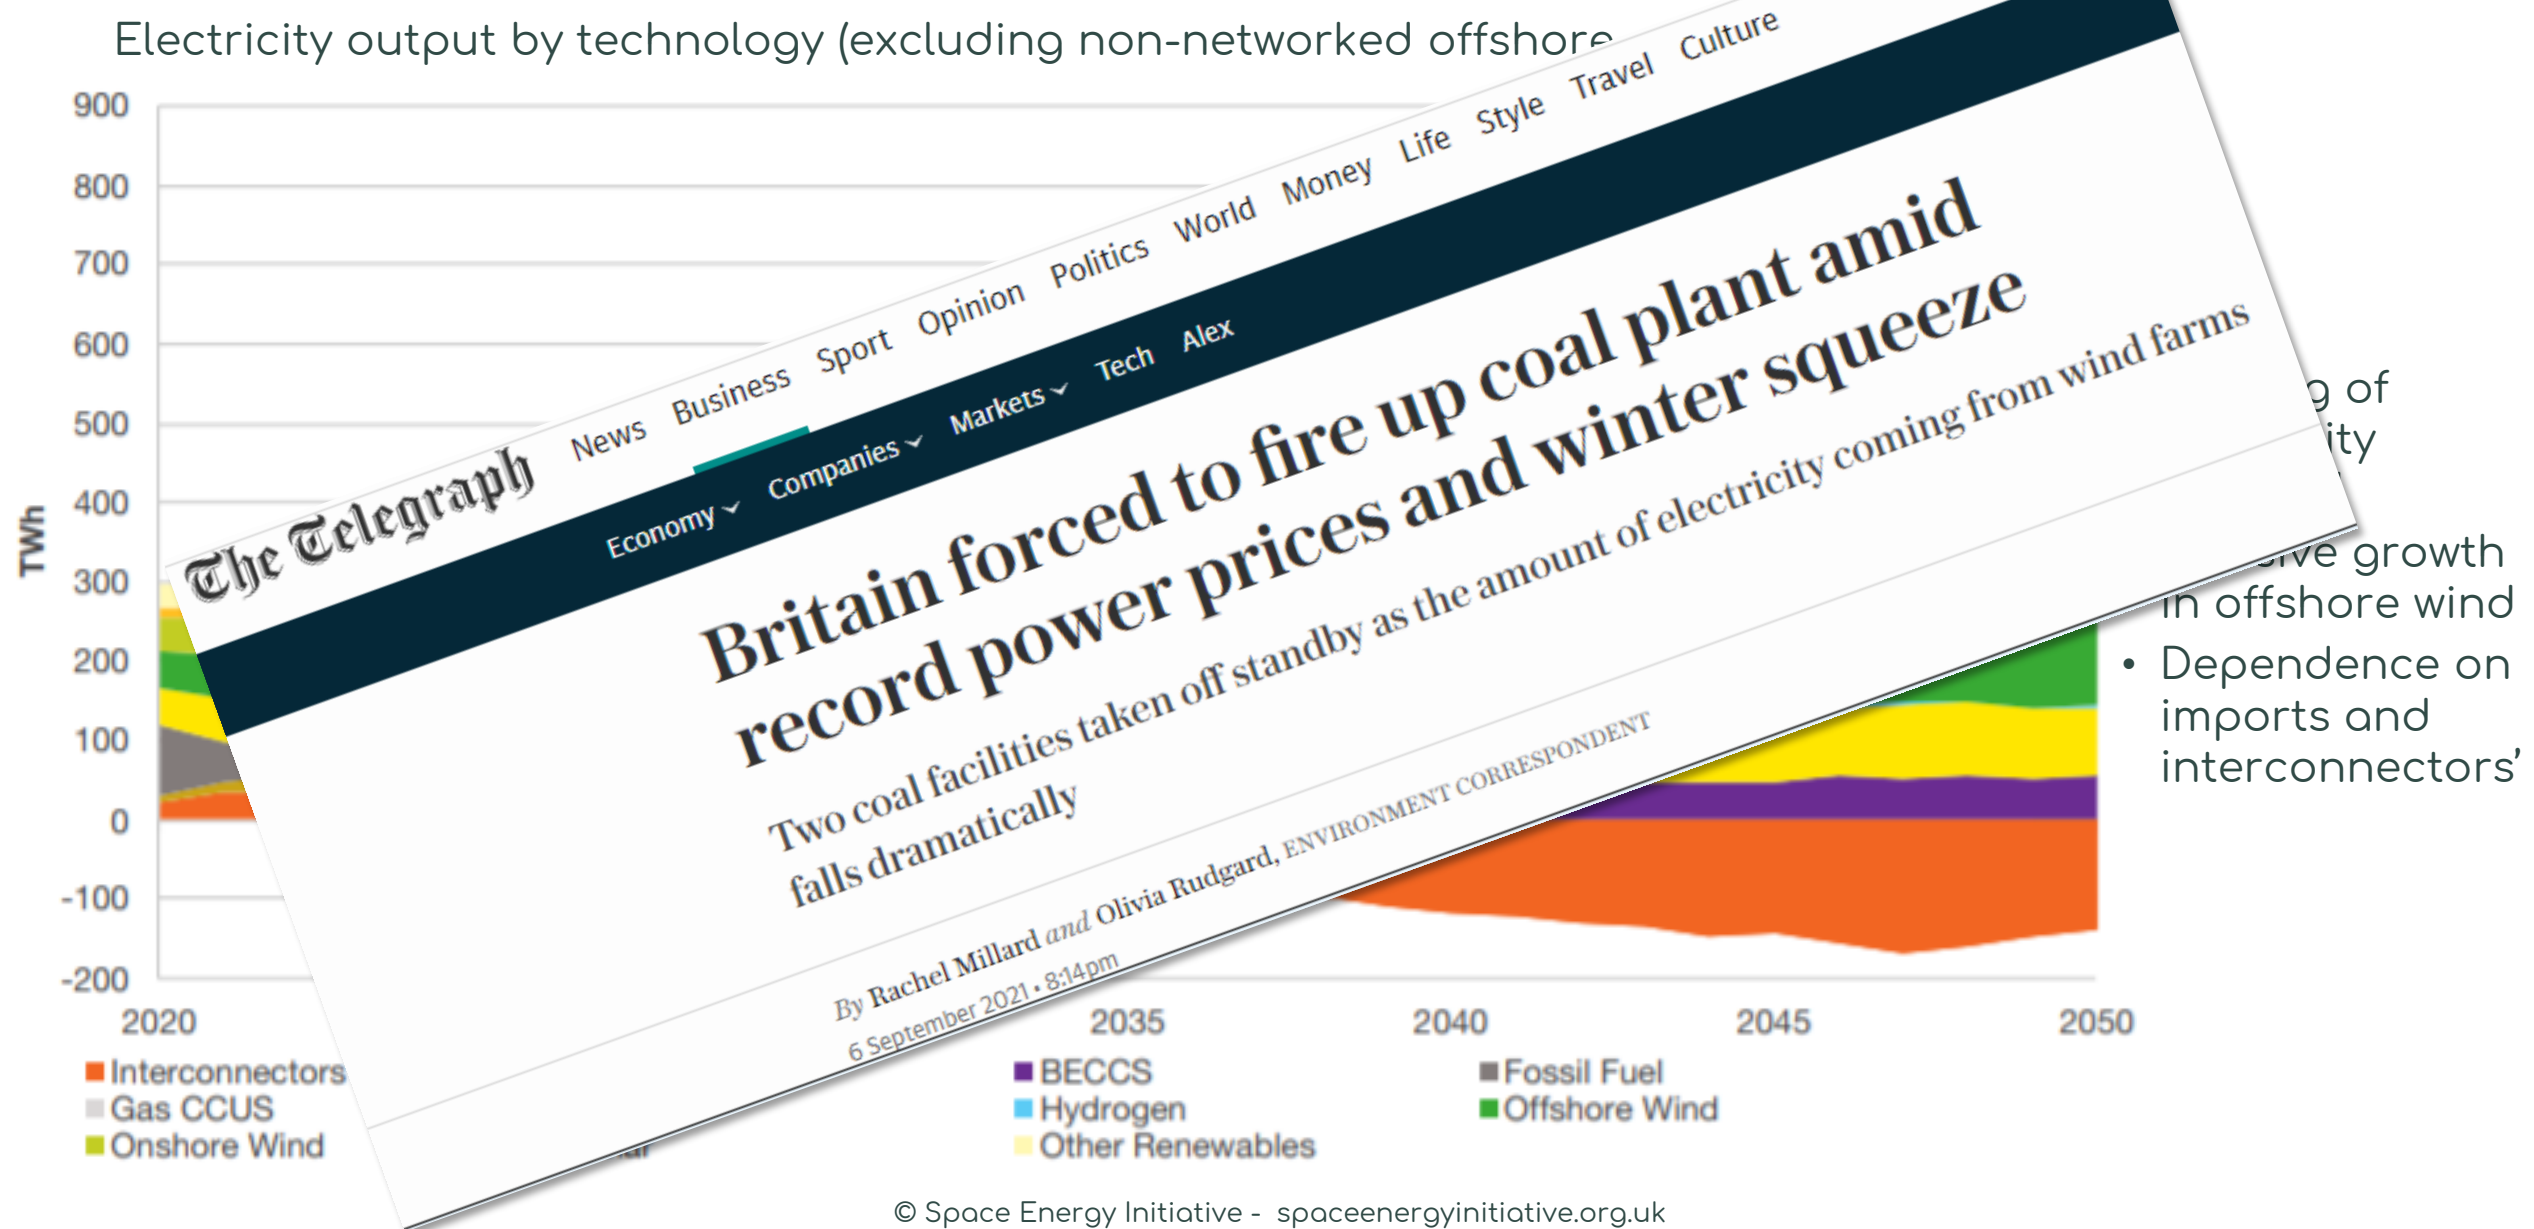 Electricity output by technology (excluding non-networked offshore
900
800
700
600
500
400
300
200
100
0
-100
-200
TWh
2020
2035
2040
2045
2050
The Telegraph
News Business Sport Opinion Politics World Money Life Style Travel Culture
Economy Companies Markets Tech Alex
Britain forced to fire up coal plant amid
record power prices and winter squeeze
Two coal facilities taken off standby as the amount of electricity coming from wind farms
falls dramatically
By Rachel Millard and Olivia Rudgard, ENVIRONMENT CORRESPONDENT
6 September 2021 • 8:14pm
of
growth
in offshore wind
• Dependence on
imports and
interconnectors’
Interconnectors BECCS Fossil Fuel
Gas CCUS Hydrogen Offshore Wind
Onshore Wind Other Renewables
© Space Energy Initiative - spaceenergyinitiative.org.uk